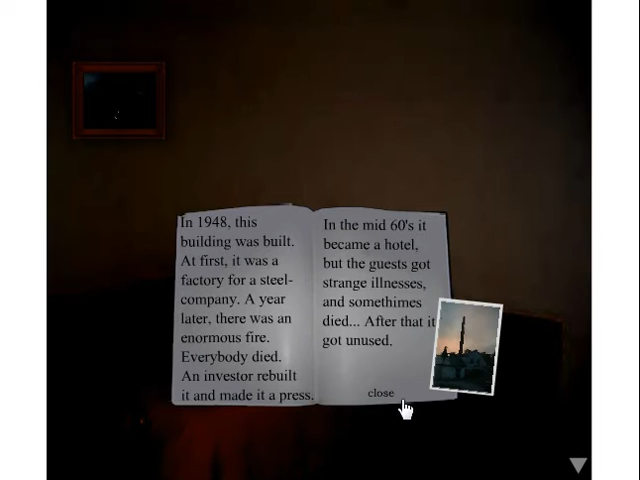 In 1948, this
building was built.
At first, it was a
factory for a steel-
company. A year
later, there was an
enormous fire.
Everybody died.
An investor rebuilt
it and made it a press.
In the mid 60's it
became a hotel,
but the guests got
strange illnesses,
and somethimes
died... After that it
got unused.
close